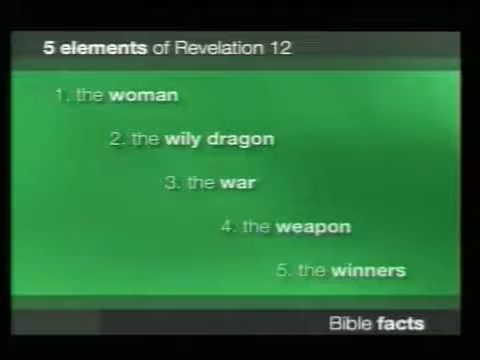 5 elements of Revelation 12
1. the woman
2. the wily dragon
3. the war
4. the weapon
5. the winners
Bible facts